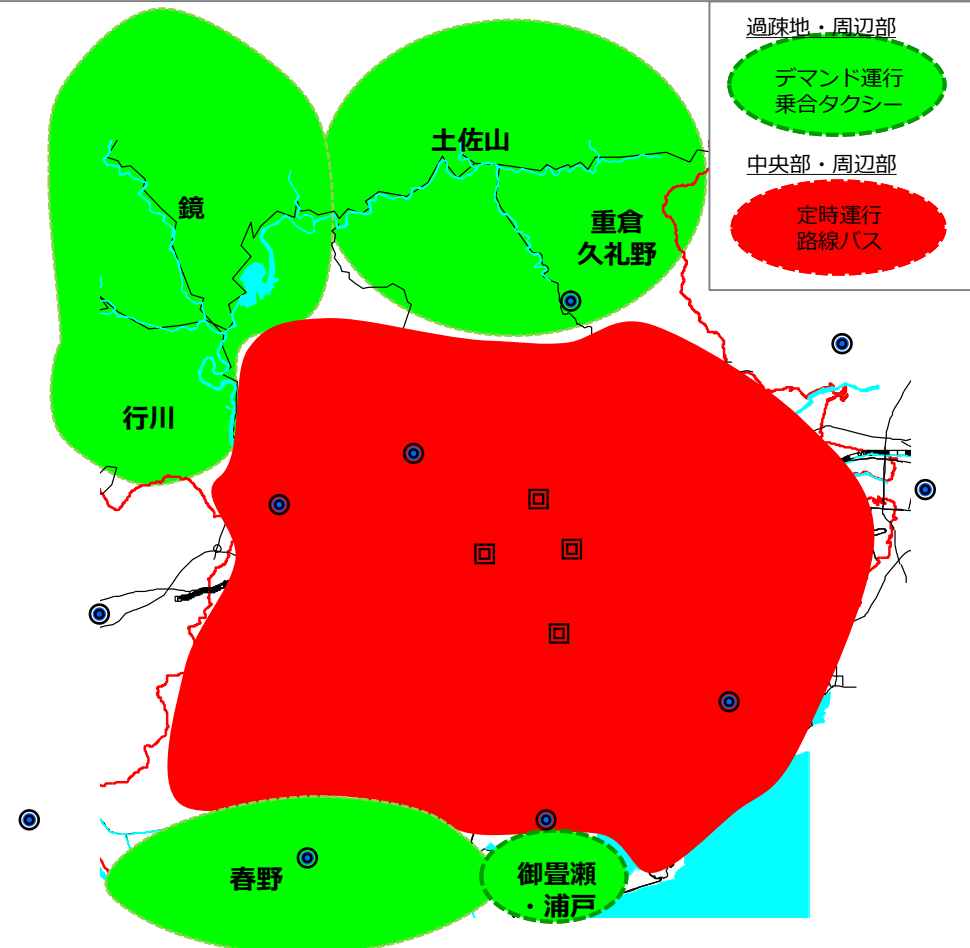 過疎地・周辺部
デマンド運行
乗合タクシー
中央部・周辺部
定時運行
路線バス
土佐山
鏡
重倉
久礼野
行川
春野
御畳瀬
・浦戸